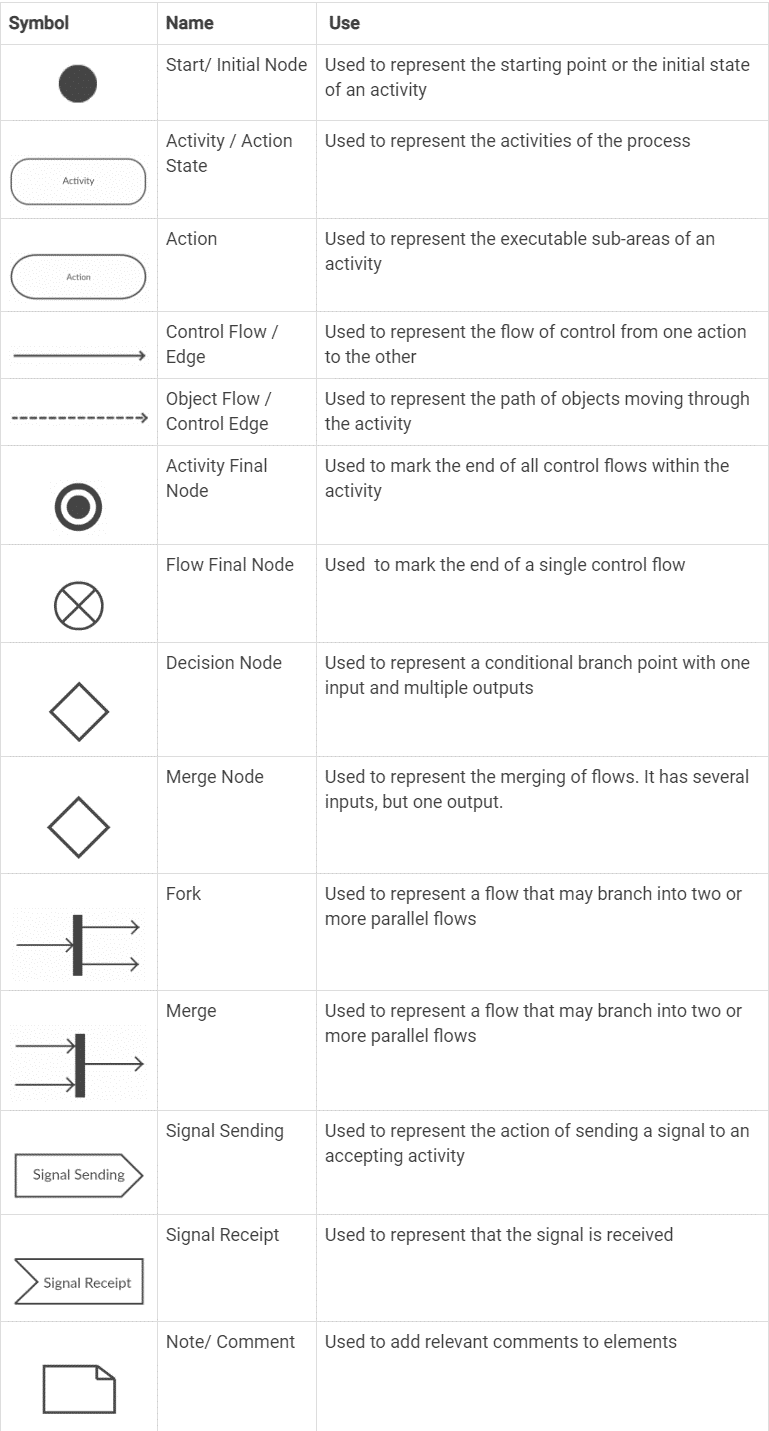 Symbol Name Use
Start/ Initial Node Used to represent the starting point or the initial state
of an activity
Activity / Action Used to represent the activities of the process
State
Activity
Action Used to represent the executable sub-areas of an
activity
Action
Control Flow / Used to represent the flow of control from one action
Edge to the other
Object Flow / Used to represent the path of objects moving through
Control Edge the activity
Activity Final Used to mark the end of all control flows within the
Node activity
Flow Final Node Used  to mark the end of a single control flow
Decision Node Used to represent a conditional branch point with one
input and multiple outputs
Merge Node Used to represent the merging of flows. It has several
inputs, but one output.
Fork Used to represent a flow that may branch into two or
more parallel flows
Merge Used to represent a flow that may branch into two or
more parallel flows
Signal Sending Used to represent the action of sending a signal to an
accepting activity
Signal Sending
Signal Receipt Used to represent that the signal is received
Signal Receipt
Note/ Comment Used to add relevant comments to elements